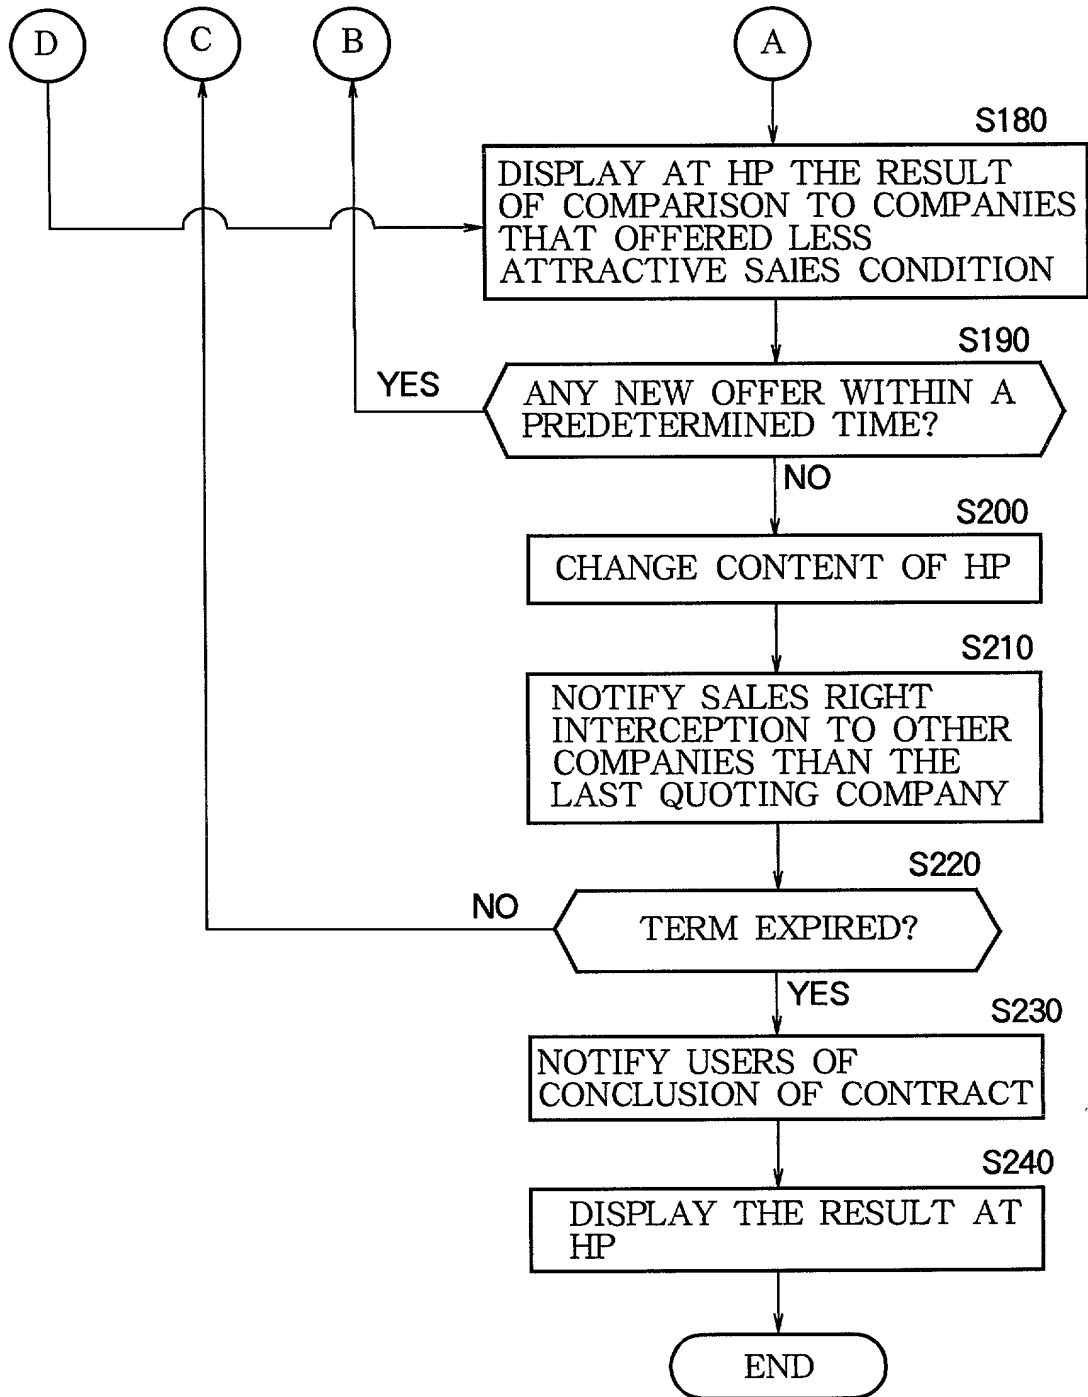 D
C
B
A
S180
DISPLAY AT HP THE RESULT
OF COMPARISON TO COMPANIES
THAT OFFERED LESS
ATTRACTIVE SAlES CONDITION
S190
YES
ANY NEW OFFER WITHIN A
PREDETERMINED TIME?
NO
S200
CHANGE CONTENT OF HP
S210
NOTIFY SALES RIGHT
INTERCEPTION TO OTHER
COMPANIES THAN THE
LAST QUOTING COMPANY
S220
NO
TERM EXPIRED?
YES
S230
NOTIFY USERS OF
CONCLUSION OF CONTRACT
S240
DISPLAY THE RESULT AT
HP
END